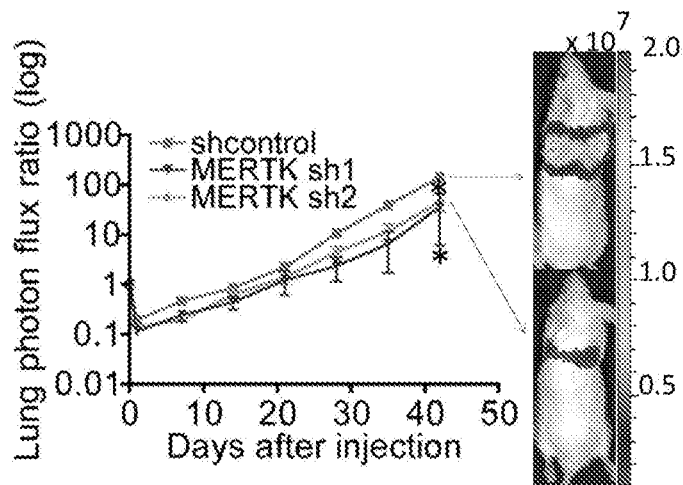 Lung photon flux ratio (log)
1000
100
10
1
0.1
0.01
shcontrol
MERTK sh1
MERTK sh2
*
*
0 10 20 30 40 50
Days after injection
x 10 7
2.0
1.5
1.0
0.5